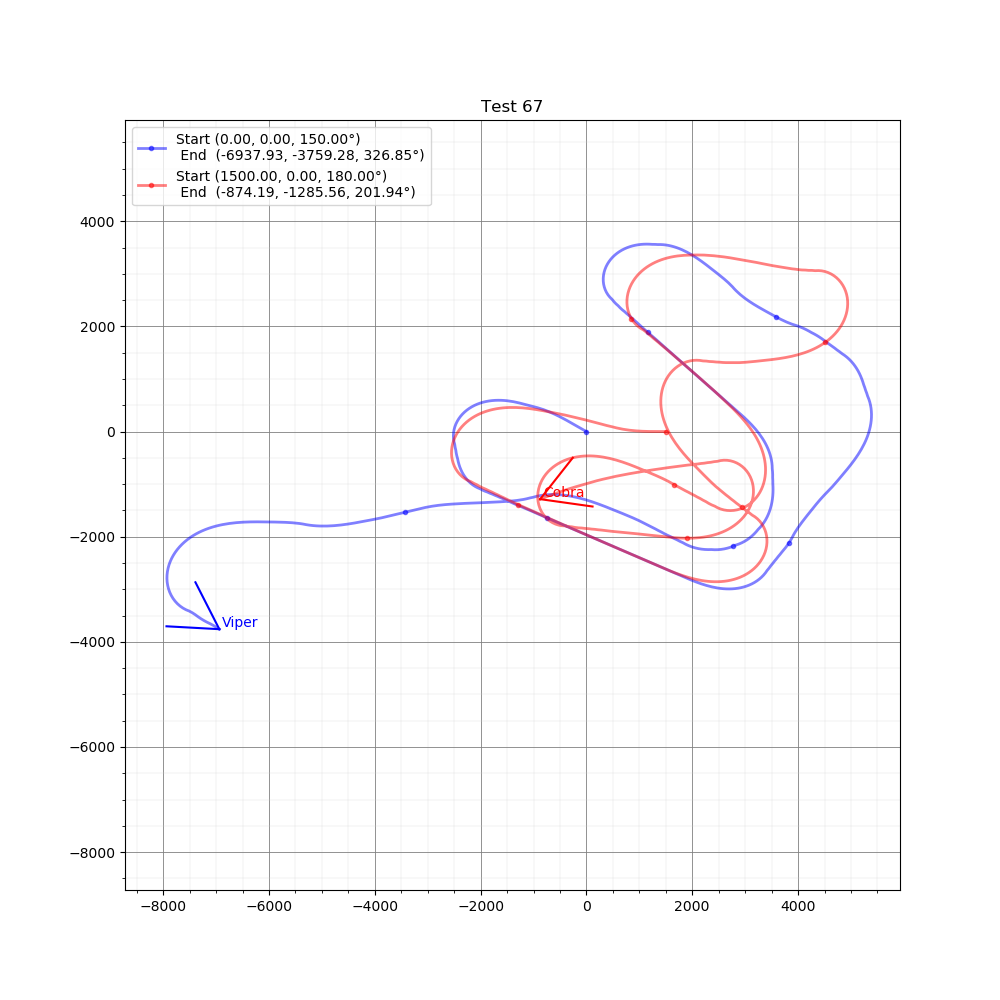 Test 67
Start (0.00, 0.00, 150.00°)
End (-6937.93, -3759.28, 326.85°)
Start (1500.00, 0.00, 180.00°)
End (-874.19, -1285.56, 201.94°)
4000
2000
0
−2000
−4000
−6000
−8000
Cobra
Viper
−8000 −6000 −4000 −2000 0 2000 4000